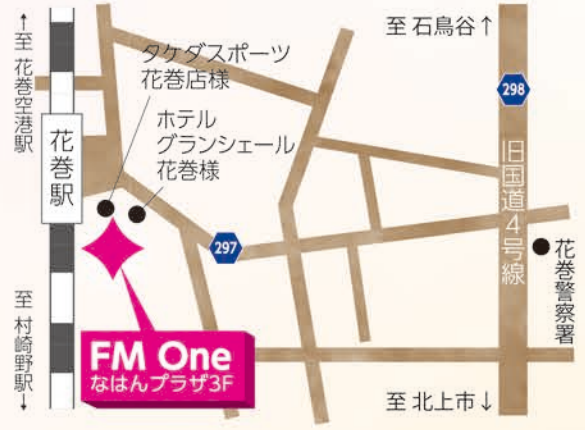 ↑至 花巻空港駅
タケダスポーツ
花巻店様
ホテル
グランシェール
花巻様
花巻駅
至 石鳥谷↑
298
旧国道4号線
297
花巻警察署
至 村崎野駅↓
FM One
なはんプラザ3F
至 北上市↓